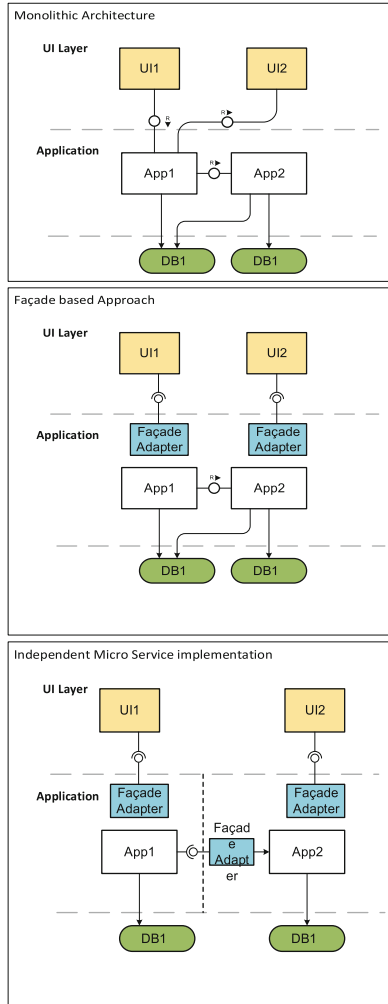 Monolithic Architecture
UI Layer
UI1
UI2
R
R
Application
App1
R
App2
DB1
DB1
Façade based Approach
UI Layer
UI1
UI2
Application
Façade
Adapter
Façade
Adapter
App1
R
App2
DB1
DB1
Independent Micro Service implementation
UI Layer
UI1
UI2
Application
Façade
Adapter
Façade
Adapter
App1
Façad
e
Adapt
er
App2
DB1
DB1